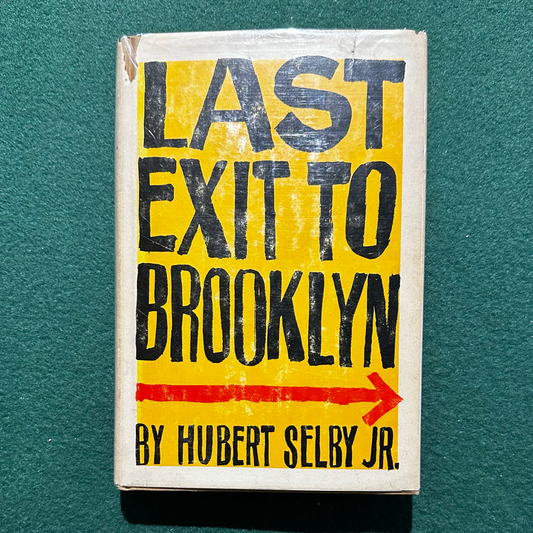 LAST
EXIT TO
BROOKLYN
BY HUBERT SELBY JR.